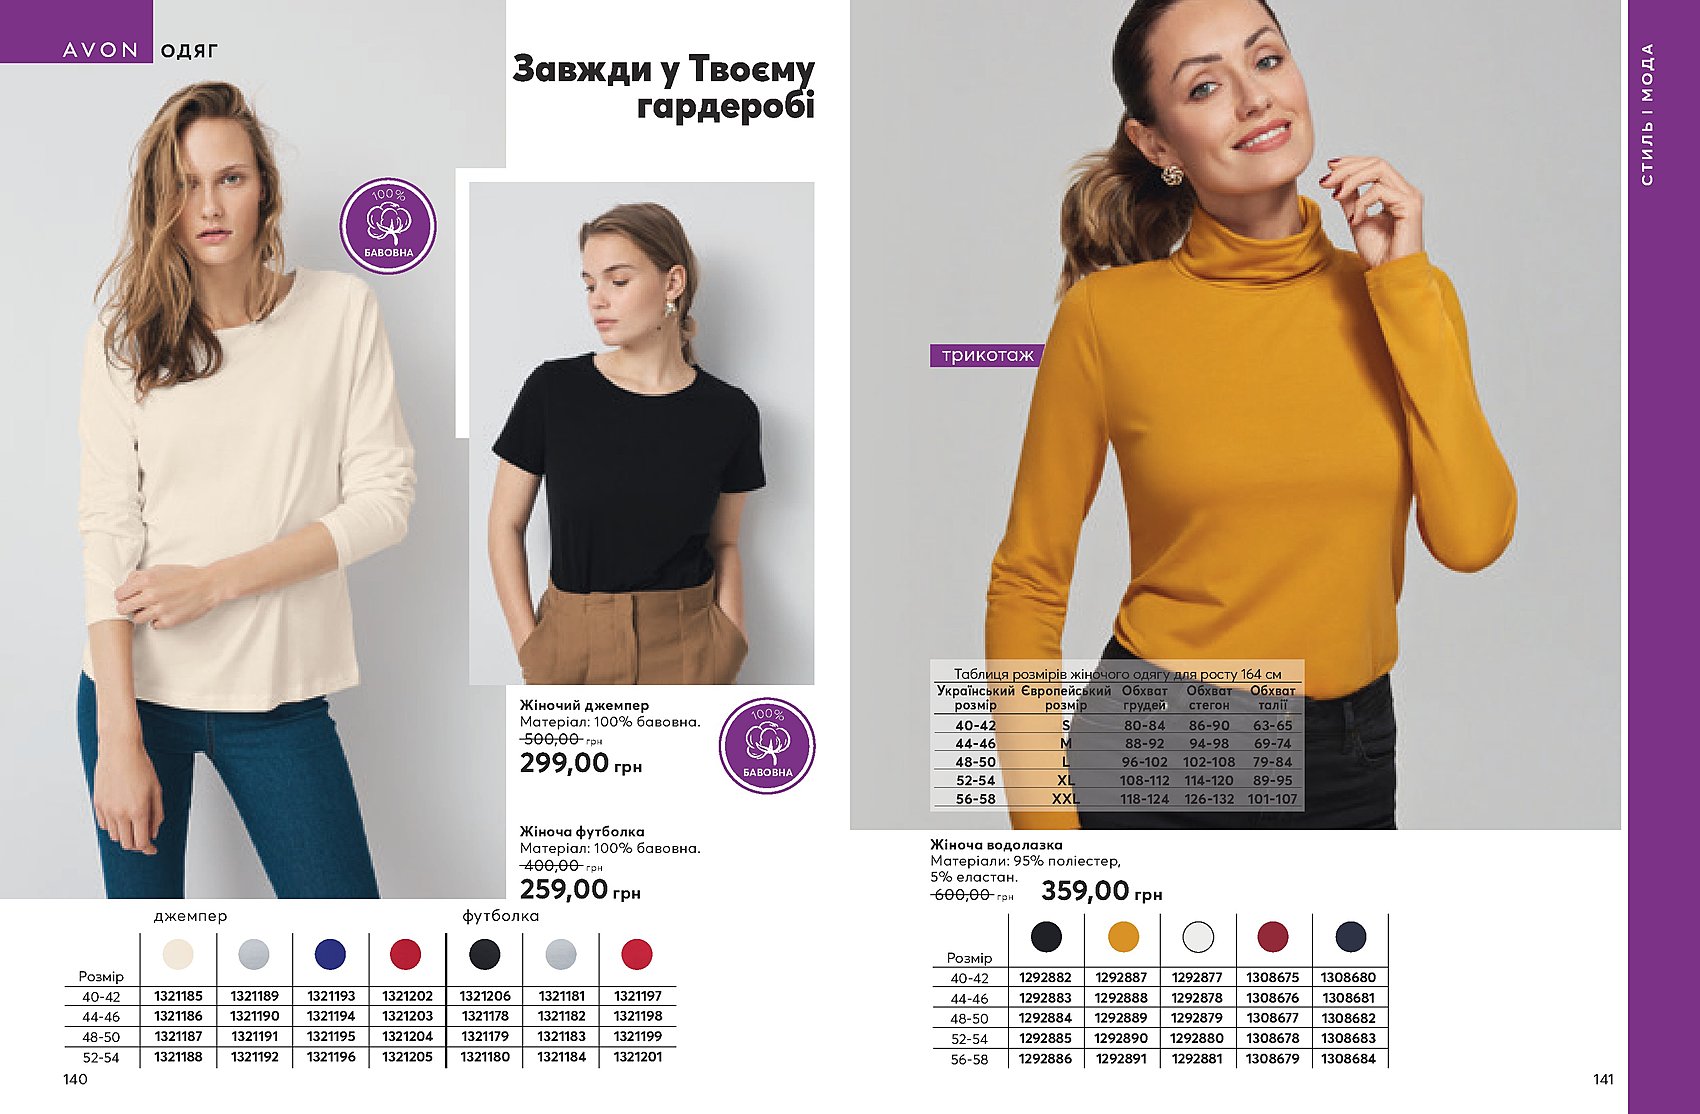 AVON ОДЯГ
Завжди у Твоєму
гардеробі
100%
БАВОВНА
Жіночий джемпер
Матеріал: 100% бавовна.
500,00 грн
299,00 грн
100%
БАВОВНА
Жіноча футболка
Матеріал: 100% бавовна.
400,00 грн
259,00 грн
джемпер футболка
Розмір
40-42 1321185 1321189 1321193 1321202 1321206 1321181 1321197
44-46 1321186 1321190 1321194 1321203 1321178 1321182 1321198
48-50 1321187 1321191 1321195 1321204 1321179 1321183 1321199
52-54 1321188 1321192 1321196 1321205 1321180 1321184 1321201
140
СТИЛЬ І МОДА
трикотаж
Таблиця розмірів жіночого одягу для росту 164 см
Український Європейський Обхват Обхват Обхват
розмір розмір грудей стегон талії
40-42 S 80-84 86-90 63-65
44-46 M 88-92 94-98 69-74
48-50 L 96-102 102-108 79-84
52-54 XL 108-112 114-120 89-95
56-58 XXL 118-124 126-132 101-107
Жіноча водолазка
Матеріали: 95% поліестер,
5% еластан.
600,00 грн 359,00 грн
Розмір
40-42 1292882 1292887 1292877 1308675 1308680
44-46 1292883 1292888 1292878 1308676 1308681
48-50 1292884 1292889 1292879 1308677 1308682
52-54 1292885 1292890 1292880 1308678 1308683
56-58 1292886 1292891 1292881 1308679 1308684
141